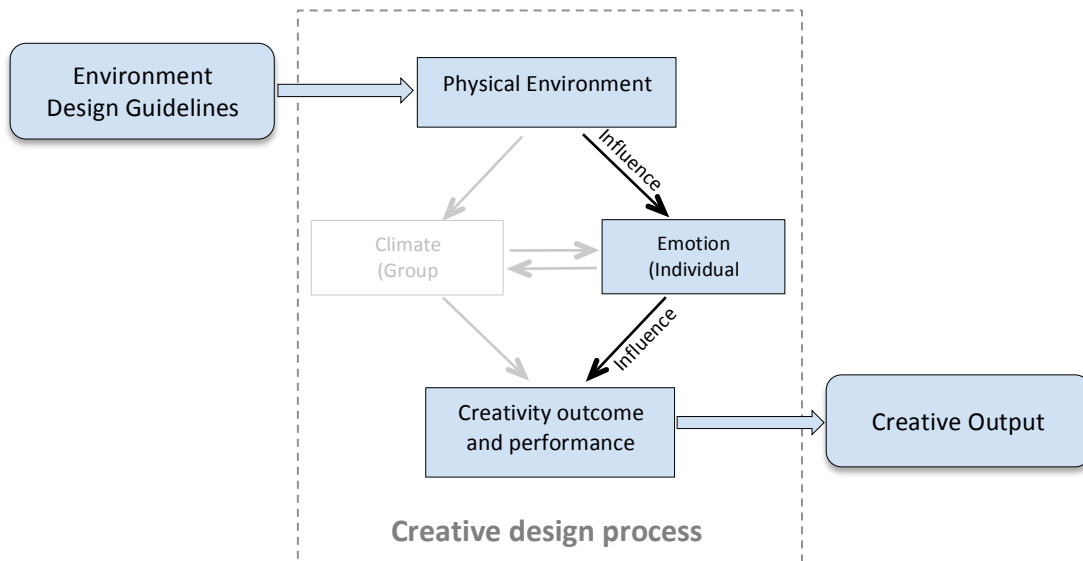 Environment
Design Guidelines
Physical Environment
Influence
Climate
(Group
Emotion
(Individual
Influence
Creativity outcome
and performance
Creative Output
Creative design process